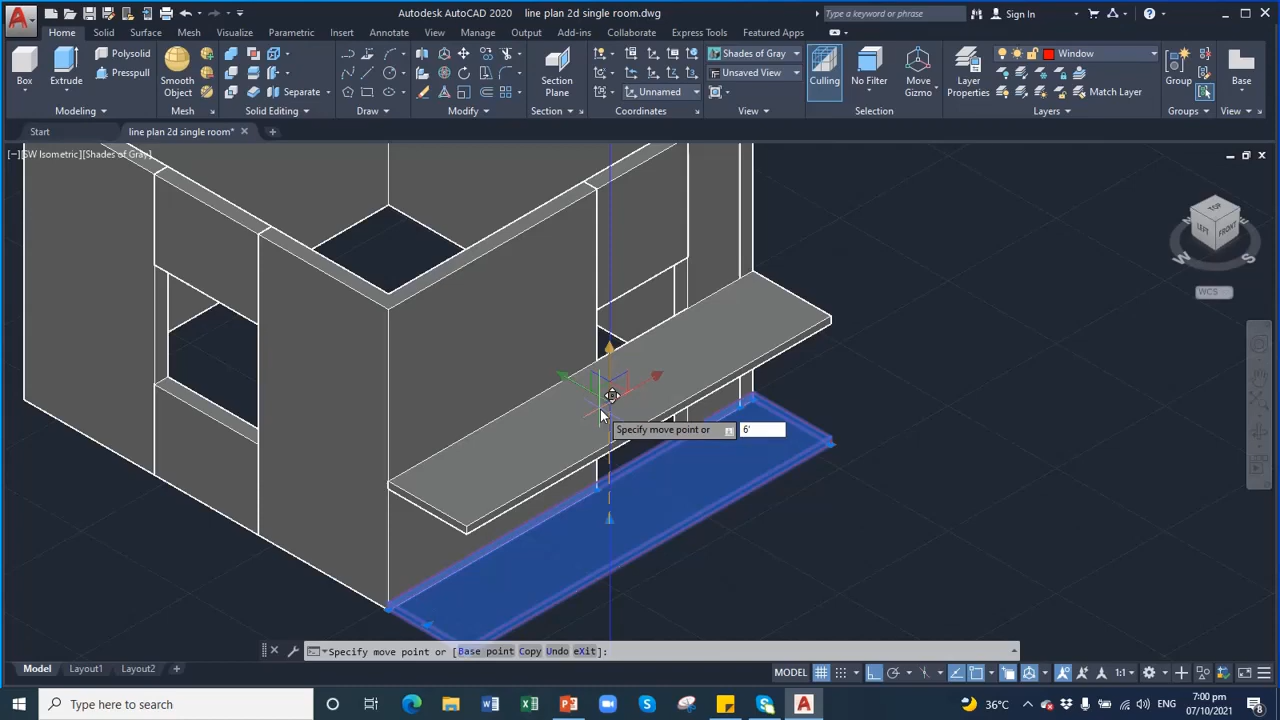 Autodesk AutoCAD 2020 line plan 2d single room.dwg
Type a keyword or phrase
Sign In
Home Solid Surface Mesh Visualize Parametric Insert Annotate View Manage Output Add-ins Collaborate Express Tools Featured Apps
Box
Extrude
Polysolid
Presspull
Smooth
Object
Separate
Section
Plane
Unnamed
Shades of Gray
Unsaved View
Culling
No Filter
Move
Gizmo
Layer
Properties
Window
Match Layer
Group
Base
Modeling Mesh Solid Editing Draw Modify Section Coordinates View Selection Layers Groups View
Start
line plan 2d single room*
[−][SW Isometric][Shades of Gray]
TOP
LEFT
FRONT
N
E
W
S
WCS
Specify move point or
6'
Specify move point or [Base point Copy Undo eXit]:
Model Layout1 Layout2
MODEL
1:1
Type here to search
36°C
ENG
7:00 pm
07/10/2021
8